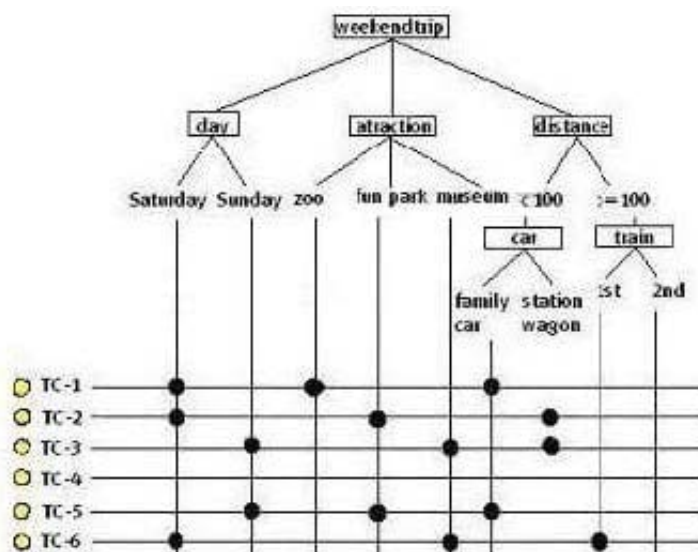 weekendtrip
day atraction distance
Saturday Sunday zoo fun park museum <100 >=100
car train
family car station wagon 1st 2nd
TC-1
TC-2
TC-3
TC-4
TC-5
TC-6